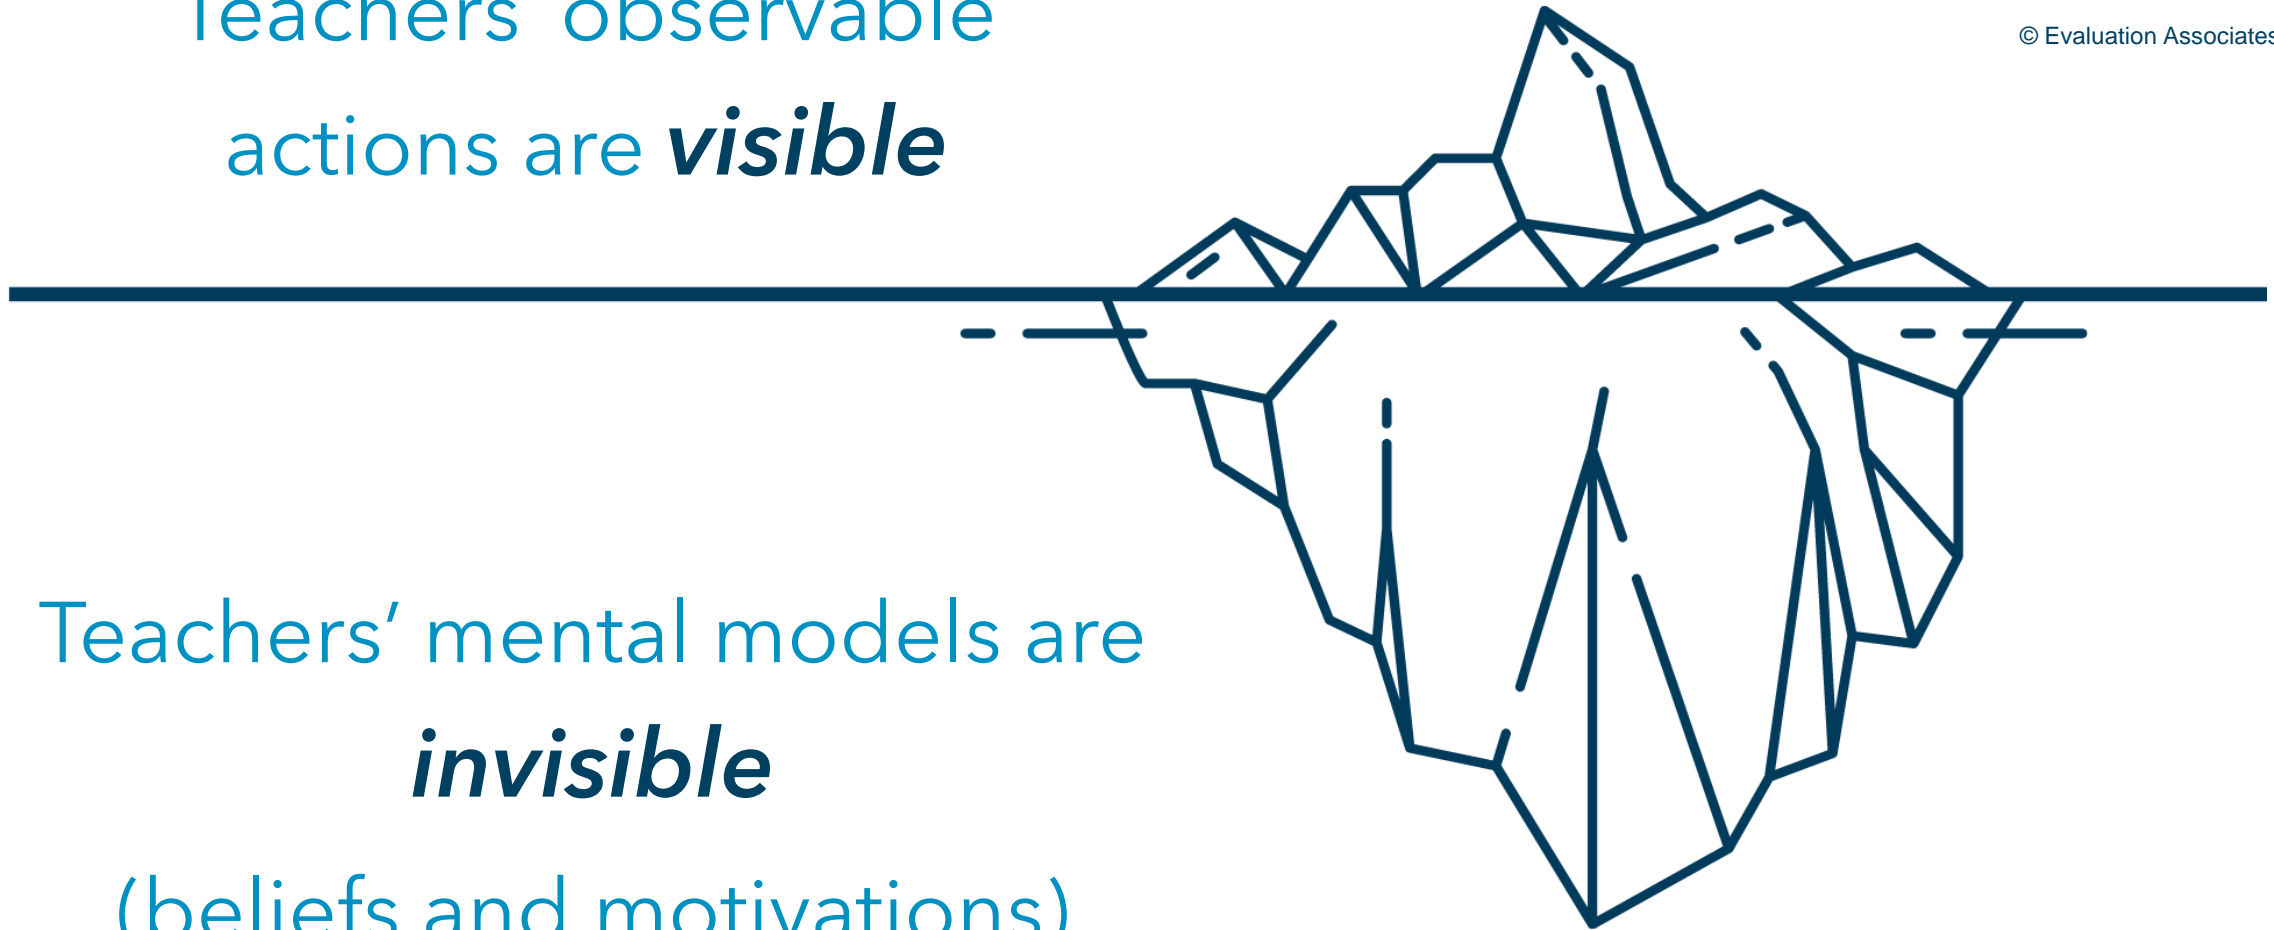 Teachers' observable
© Evaluation Associates
actions are visible
Teachers’ mental models are
invisible
(beliefs and motivations)